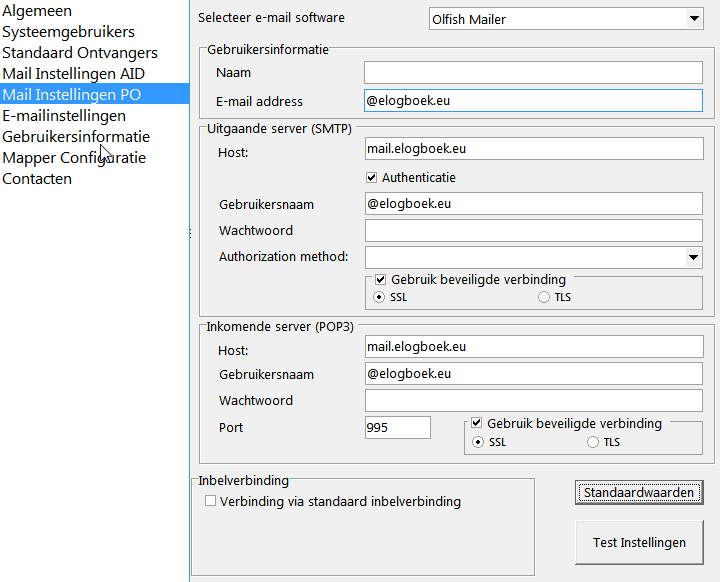 Algemeen
Systeemgebruikers
Standaard Ontvangers
Mail Instellingen AID
Mail Instellingen PO
E-mailinstellingen
Gebruikersinformatie
Mapper Configuratie
Contacten
Selecteer e-mail software
Olfish Mailer
Gebruikersinformatie
Naam
E-mail address
@elogboek.eu
Uitgaande server (SMTP)
Host:
mail.elogboek.eu
Authenticatie
Gebruikersnaam
@elogboek.eu
Wachtwoord
Authorization method:
Gebruik beveiligde verbinding
SSL
TLS
Inkomende server (POP3)
Host:
mail.elogboek.eu
Gebruikersnaam
@elogboek.eu
Wachtwoord
Port
995
Gebruik beveiligde verbinding
SSL
TLS
Inbelverbinding
Verbinding via standaard inbelverbinding
Standaardwaarden
Test Instellingen